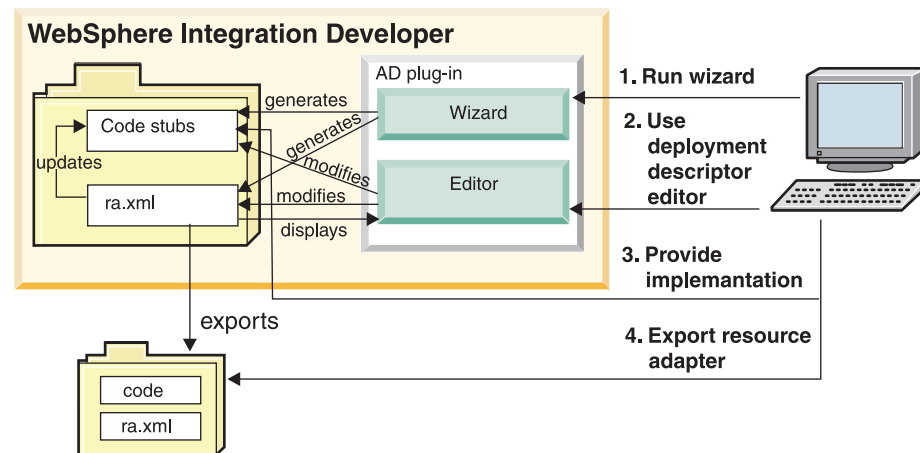 WebSphere Integration Developer
AD plug-in
Wizard
Editor
Code stubs
ra.xml
generates
generates
updates
modifies
modifies
displays
1. Run wizard
2. Use
deployment
descriptor
editor
3. Provide
implemantation
4. Export resource
adapter
exports
code
ra.xml